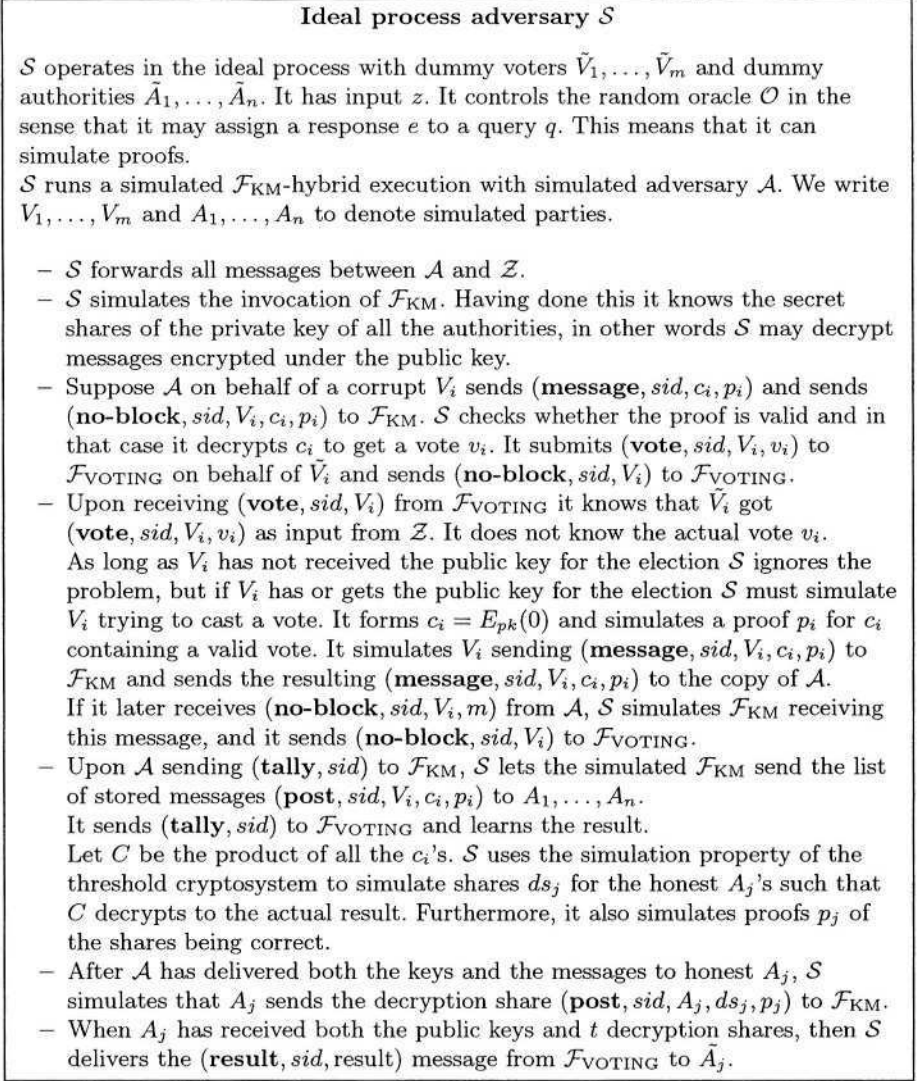 Ideal process adversary 𝒮
𝒮 operates in the ideal process with dummy voters Ṽ₁, . . . , Ṽₘ and dummy
authorities Ã₁, . . . , Ãₙ. It has input z. It controls the random oracle 𝒪 in the
sense that it may assign a response e to a query q. This means that it can
simulate proofs.
𝒮 runs a simulated ℱ_KM-hybrid execution with simulated adversary 𝒜. We write
V₁, . . . , Vₘ and A₁, . . . , Aₙ to denote simulated parties.
– 𝒮 forwards all messages between 𝒜 and 𝒵.
– 𝒮 simulates the invocation of ℱ_KM. Having done this it knows the secret
shares of the private key of all the authorities, in other words 𝒮 may decrypt
messages encrypted under the public key.
– Suppose 𝒜 on behalf of a corrupt Vᵢ sends (message, sid, cᵢ, pᵢ) and sends
(no-block, sid, Vᵢ, cᵢ, pᵢ) to ℱ_KM. 𝒮 checks whether the proof is valid and in
that case it decrypts cᵢ to get a vote vᵢ. It submits (vote, sid, Vᵢ, vᵢ) to
ℱ_VOTING on behalf of Ṽᵢ and sends (no-block, sid, Vᵢ) to ℱ_VOTING.
– Upon receiving (vote, sid, Vᵢ) from ℱ_VOTING it knows that Ṽᵢ got
(vote, sid, Vᵢ, vᵢ) as input from 𝒵. It does not know the actual vote vᵢ.
As long as Vᵢ has not received the public key for the election 𝒮 ignores the
problem, but if Vᵢ has or gets the public key for the election 𝒮 must simulate
Vᵢ trying to cast a vote. It forms cᵢ = E_pk(0) and simulates a proof pᵢ for cᵢ
containing a valid vote. It simulates Vᵢ sending (message, sid, Vᵢ, cᵢ, pᵢ) to
ℱ_KM and sends the resulting (message, sid, Vᵢ, cᵢ, pᵢ) to the copy of 𝒜.
If it later receives (no-block, sid, Vᵢ, m) from 𝒜, 𝒮 simulates ℱ_KM receiving
this message, and it sends (no-block, sid, Vᵢ) to ℱ_VOTING.
– Upon 𝒜 sending (tally, sid) to ℱ_KM, 𝒮 lets the simulated ℱ_KM send the list
of stored messages (post, sid, Vᵢ, cᵢ, pᵢ) to A₁, . . . , Aₙ.
It sends (tally, sid) to ℱ_VOTING and learns the result.
Let C be the product of all the cᵢ's. 𝒮 uses the simulation property of the
threshold cryptosystem to simulate shares dsⱼ for the honest Aⱼ's such that
C decrypts to the actual result. Furthermore, it also simulates proofs pⱼ of
the shares being correct.
– After 𝒜 has delivered both the keys and the messages to honest Aⱼ, 𝒮
simulates that Aⱼ sends the decryption share (post, sid, Aⱼ, dsⱼ, pⱼ) to ℱ_KM.
– When Aⱼ has received both the public keys and t decryption shares, then 𝒮
delivers the (result, sid, result) message from ℱ_VOTING to Ãⱼ.